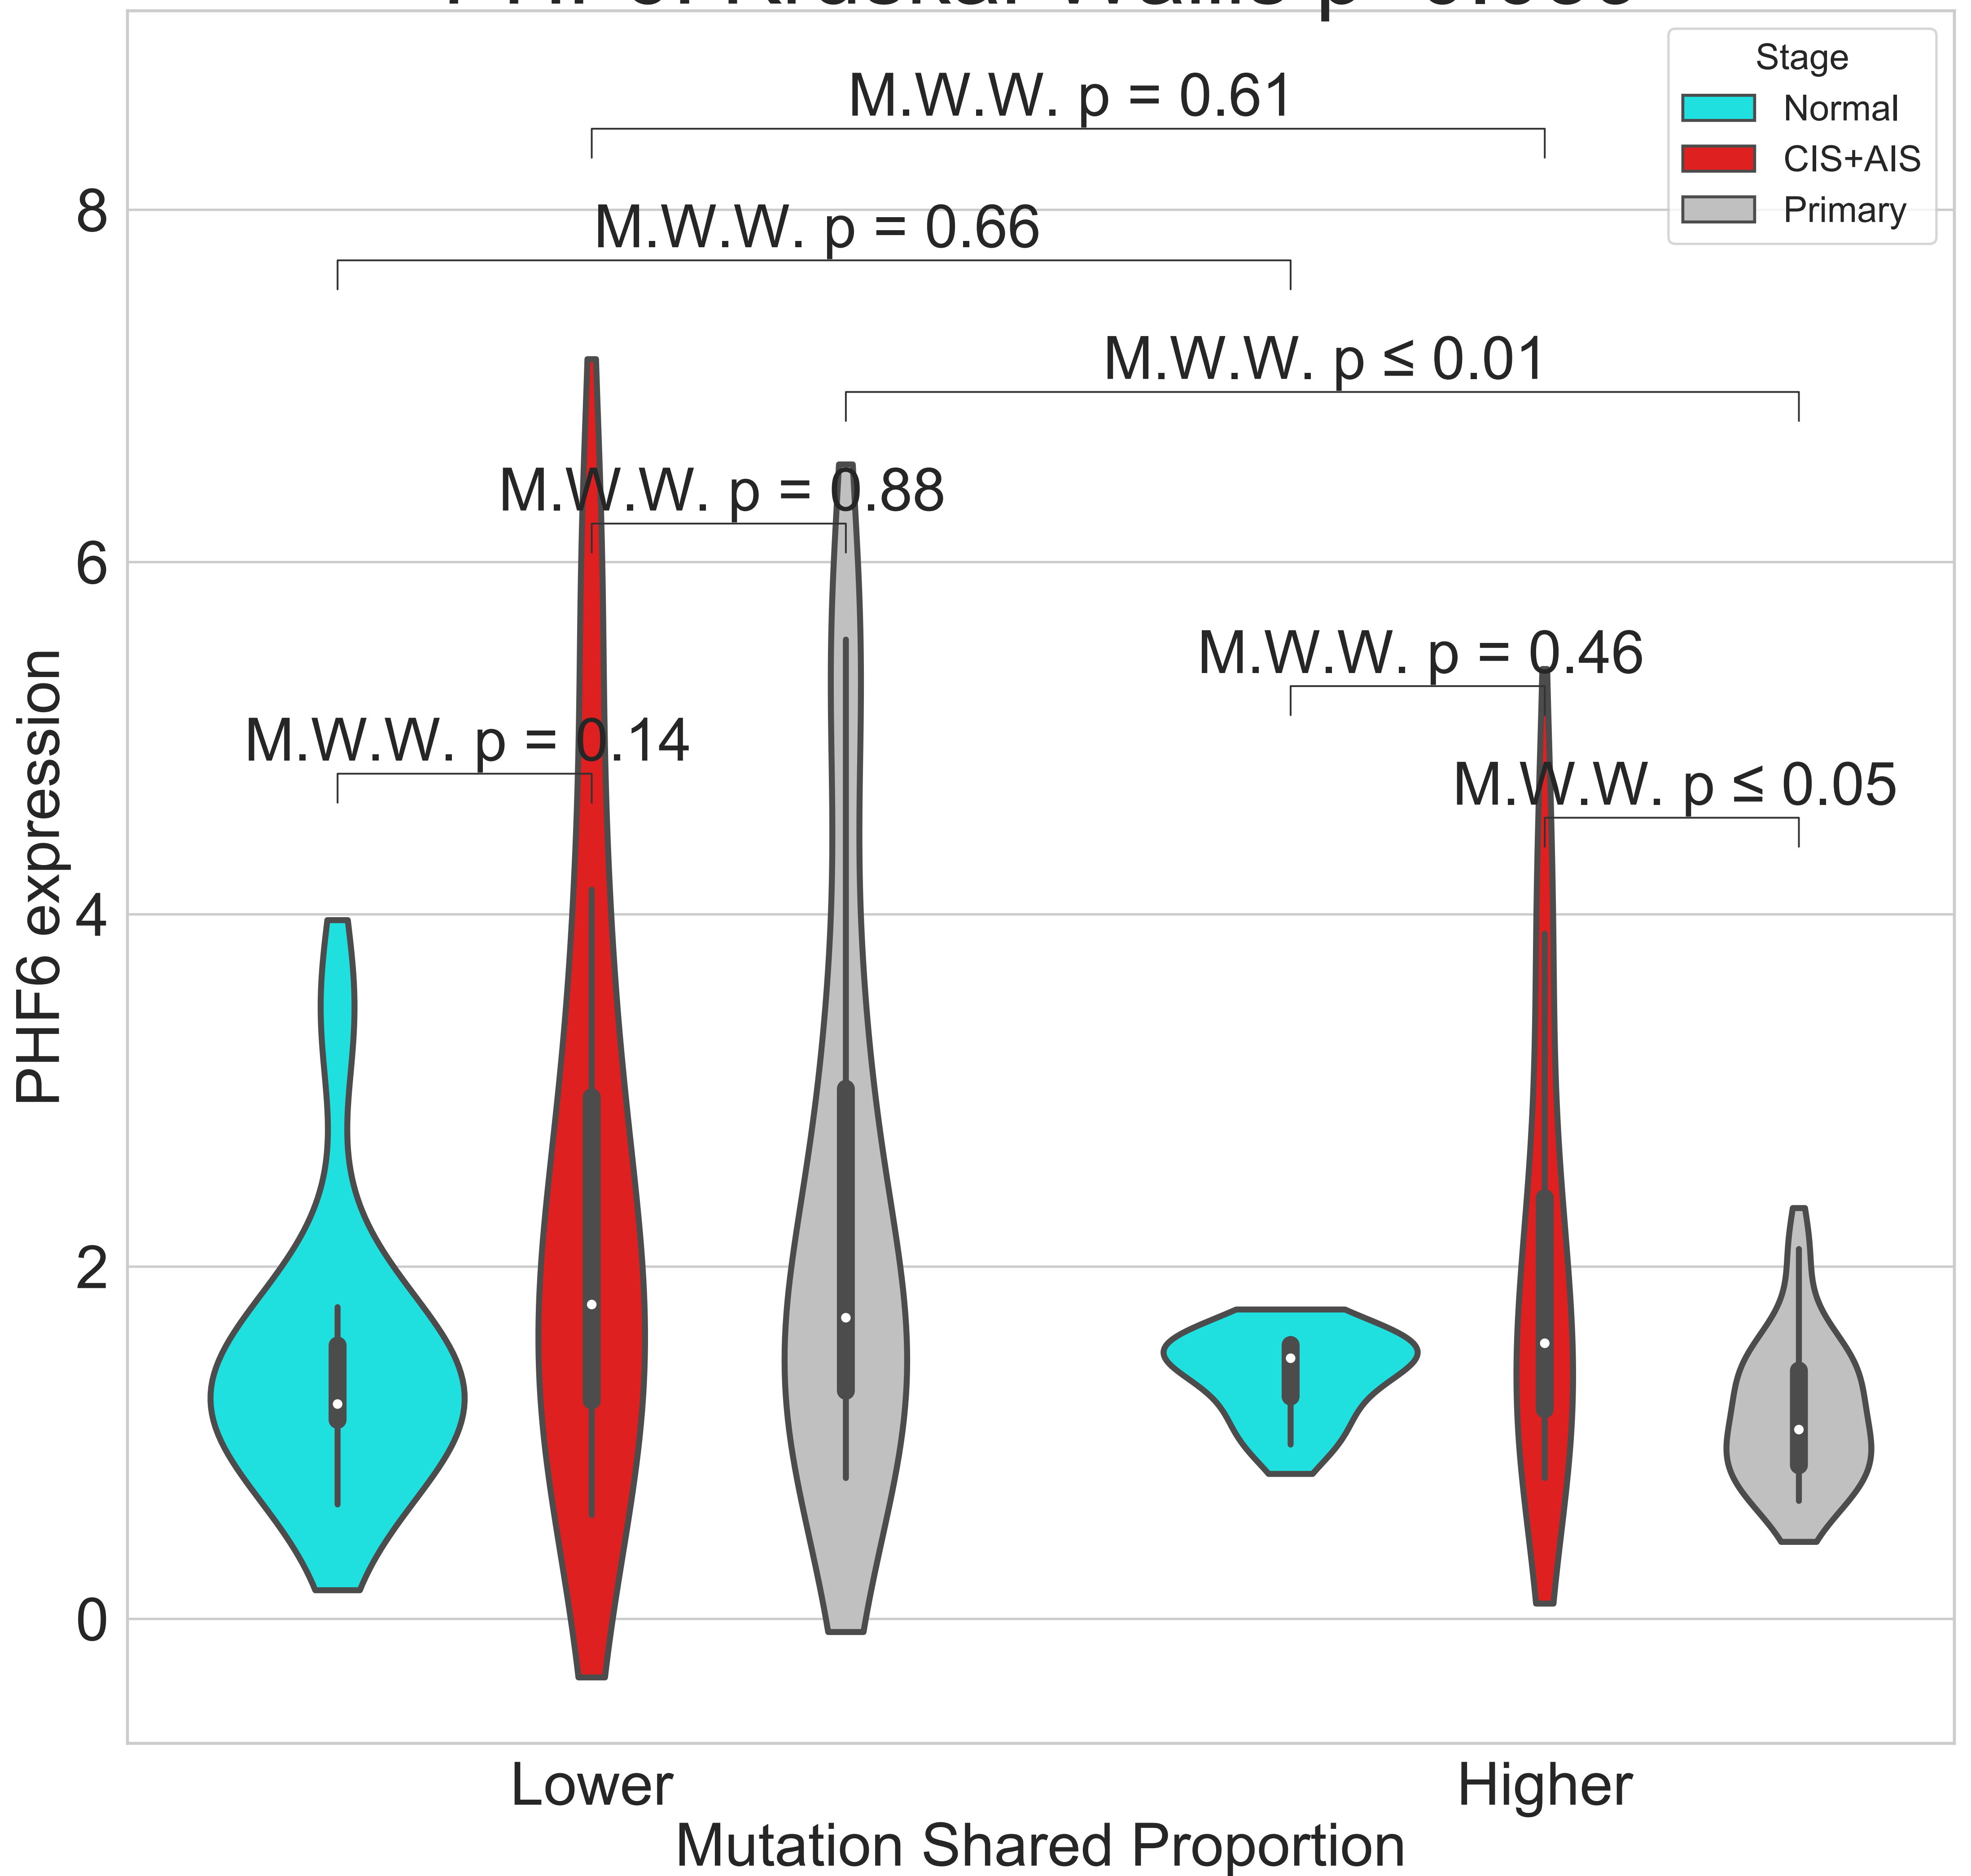 Stage
Normal
CIS+AIS
Primary
M.W.W. p = 0.61
M.W.W. p = 0.66
M.W.W. p ≤ 0.01
M.W.W. p = 0.88
M.W.W. p = 0.46
M.W.W. p = 0.14
M.W.W. p ≤ 0.05
8
6
4
2
0
PHF6 expression
Lower
Higher
Mutation Shared Proportion